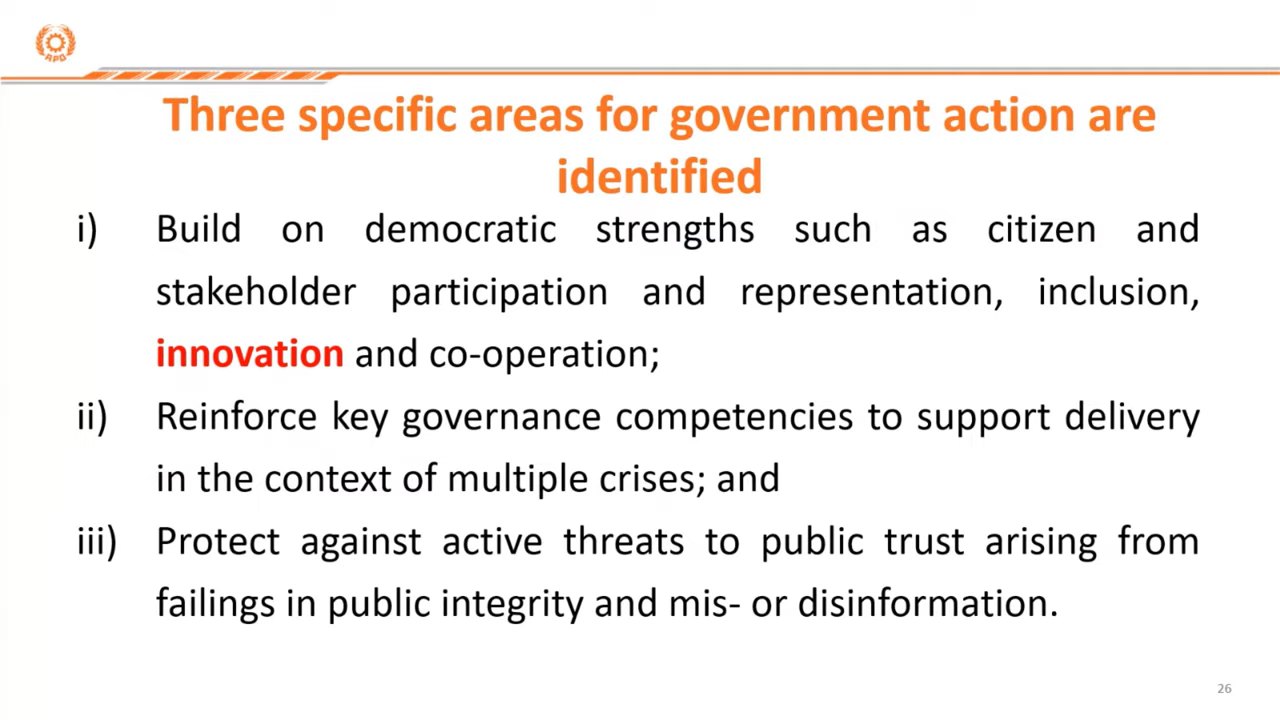 APO
Three specific areas for government action are
identified
i) Build on democratic strengths such as citizen and
stakeholder participation and representation, inclusion,
innovation and co-operation;
ii) Reinforce key governance competencies to support delivery
in the context of multiple crises; and
iii) Protect against active threats to public trust arising from
failings in public integrity and mis- or disinformation.
26